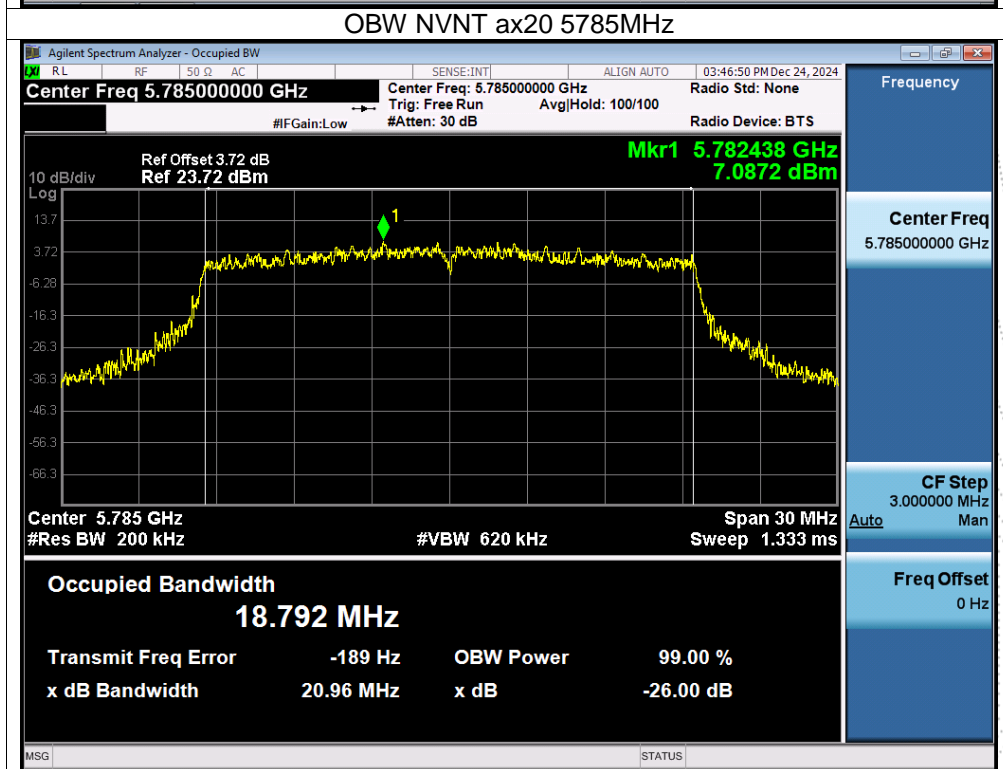 OBW NVNT ax20 5785MHz
Agilent Spectrum Analyzer - Occupied BW
LXI RL RF 50 Ω AC SENSE:INT ALIGN AUTO 03:46:50 PM Dec 24, 2024
Center Freq 5.785000000 GHz
Center Freq: 5.785000000 GHz
Radio Std: None
Trig: Free Run Avg|Hold: 100/100
#IFGain:Low
#Atten: 30 dB
Radio Device: BTS
Ref Offset 3.72 dB
10 dB/div Ref 23.72 dBm
Mkr1 5.782438 GHz
7.0872 dBm
Log
13.7
3.72
-6.28
-16.3
-26.3
-36.3
-46.3
-56.3
-66.3
1
Center 5.785 GHz Span 30 MHz
#Res BW 200 kHz #VBW 620 kHz Sweep 1.333 ms
Occupied Bandwidth
18.792 MHz
Transmit Freq Error -189 Hz OBW Power 99.00 %
x dB Bandwidth 20.96 MHz x dB -26.00 dB
MSG STATUS
Frequency
Center Freq
5.785000000 GHz
CF Step
3.000000 MHz
Auto Man
Freq Offset
0 Hz